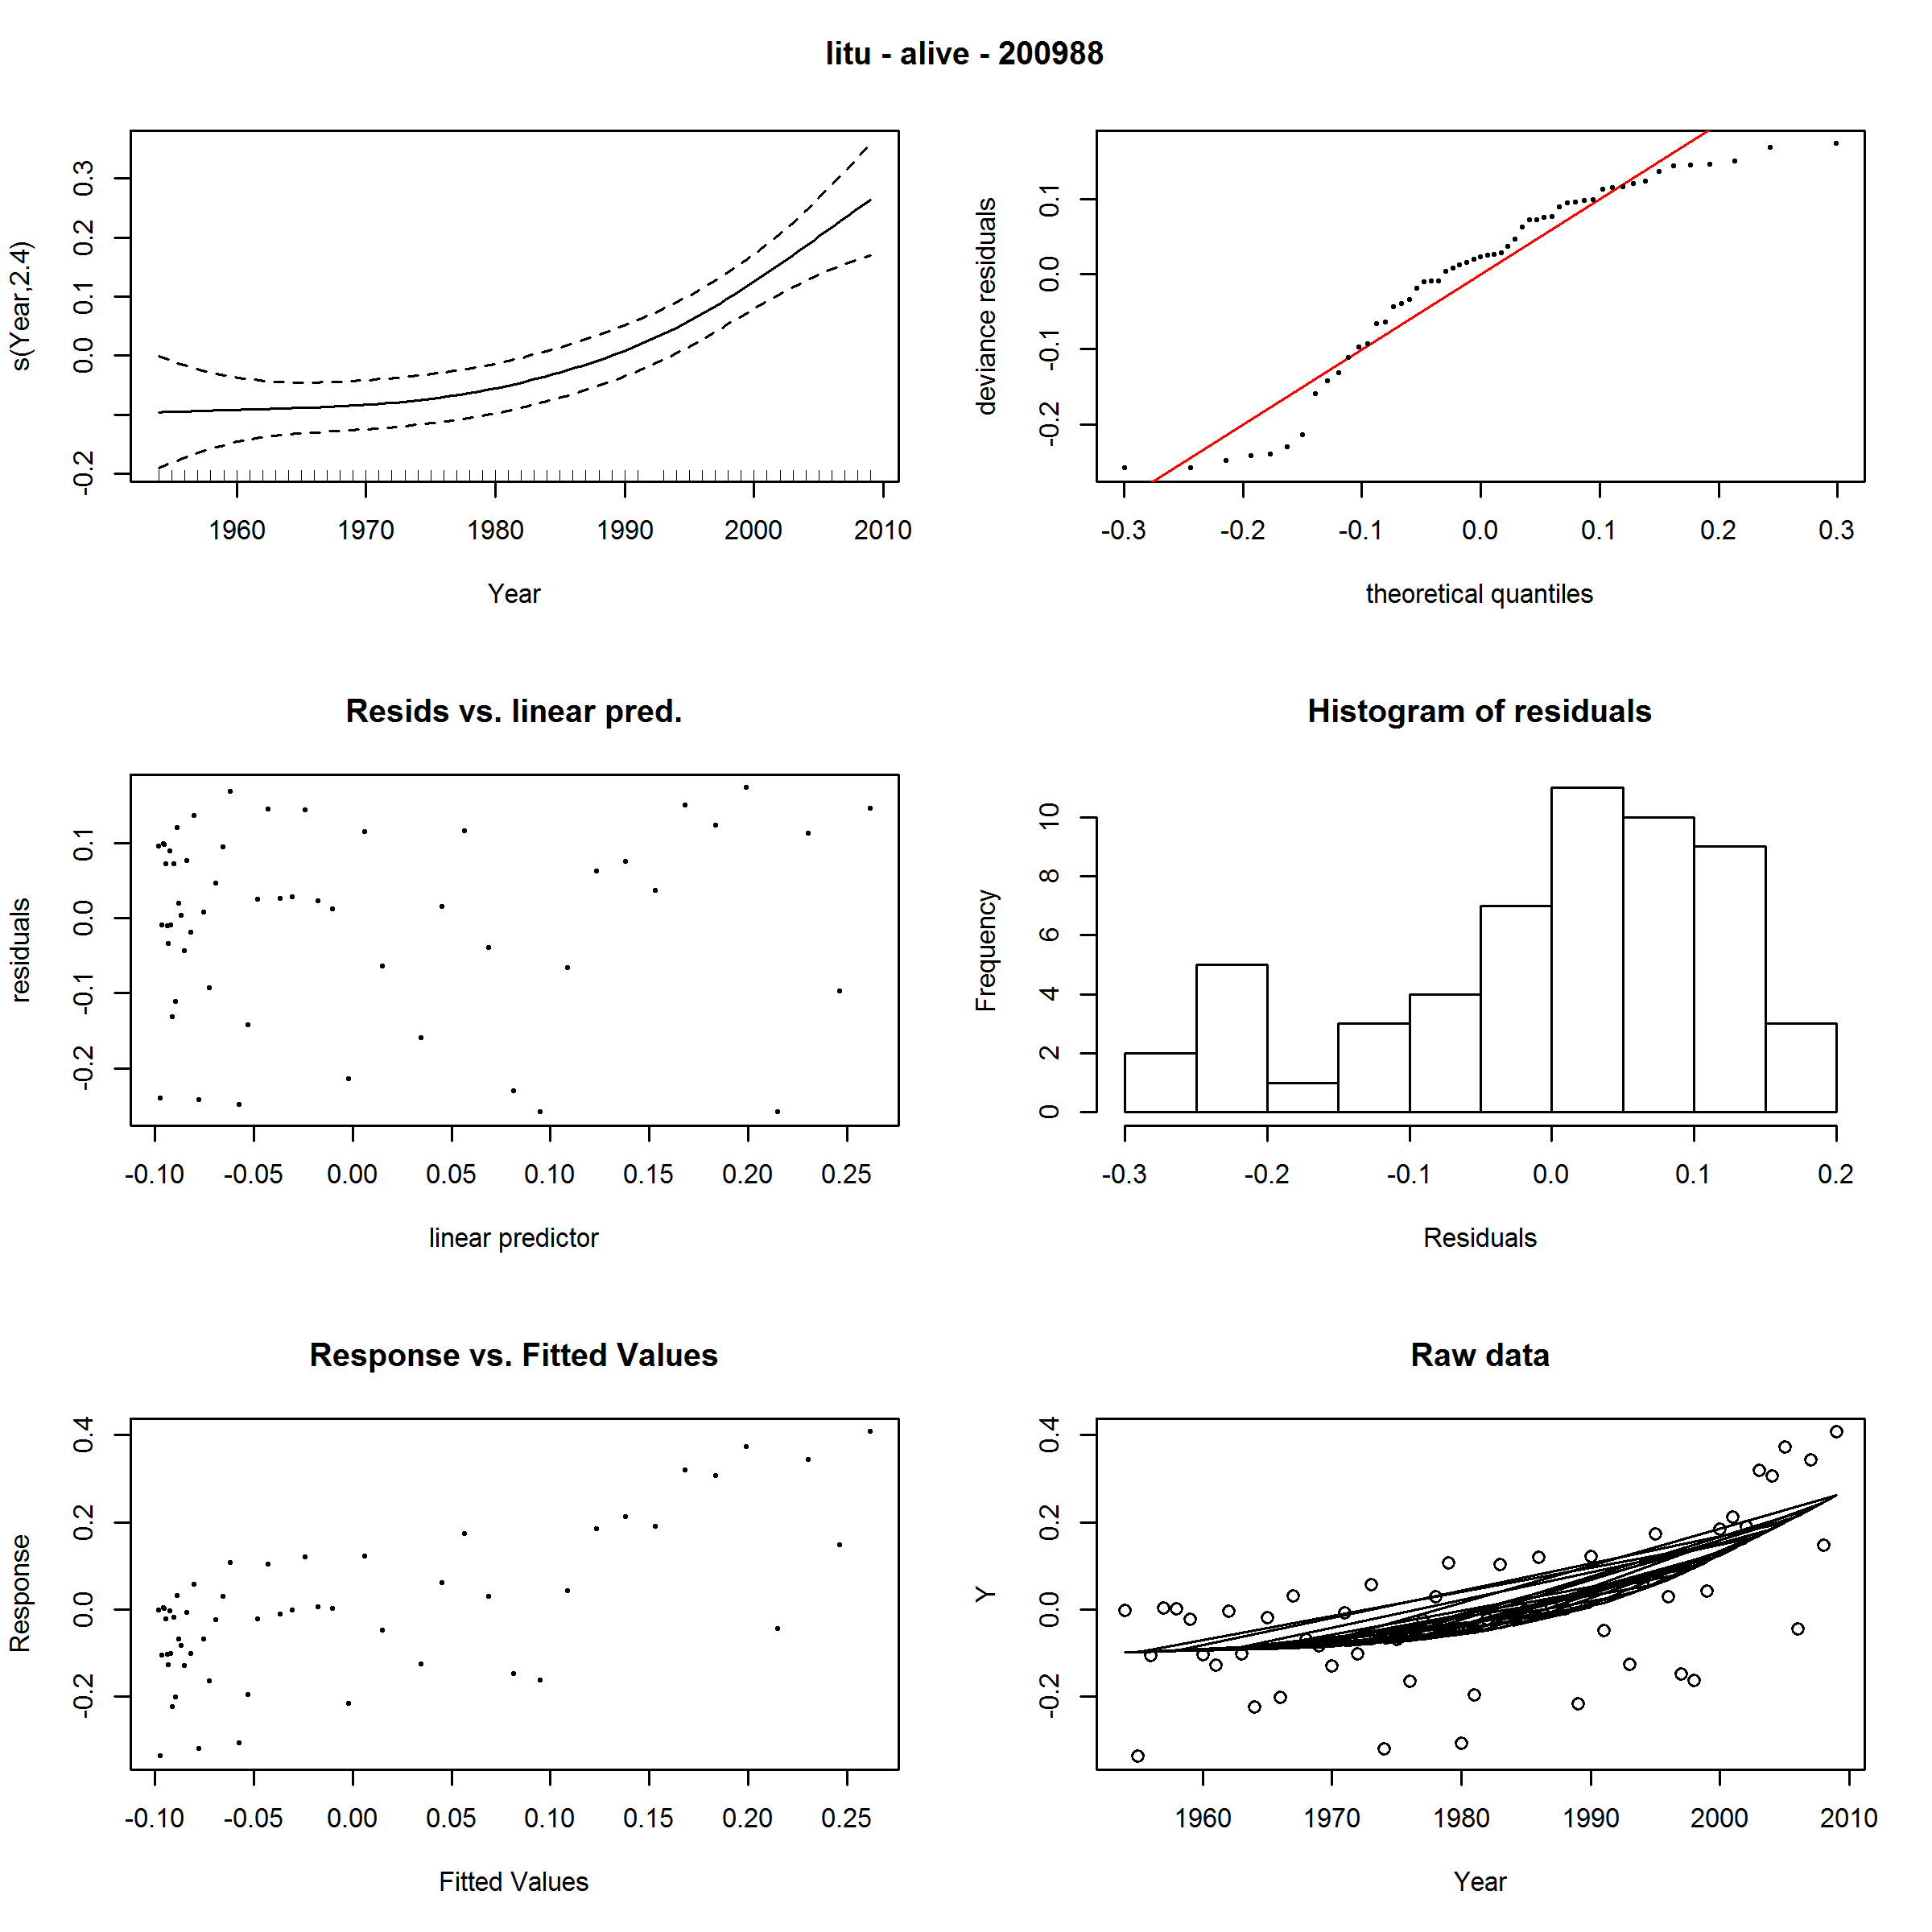 litu - alive - 200988
s(Year,2.4)
-0.2 0.0 0.1 0.2 0.3
1960 1970 1980 1990 2000 2010
Year
deviance residuals
-0.2 -0.1 0.0 0.1
-0.3 -0.2 -0.1 0.0 0.1 0.2 0.3
theoretical quantiles
Resids vs. linear pred.
residuals
-0.2 -0.1 0.0 0.1
-0.10 -0.05 0.00 0.05 0.10 0.15 0.20 0.25
linear predictor
Histogram of residuals
Frequency
0 2 4 6 8 10
-0.3 -0.2 -0.1 0.0 0.1 0.2
Residuals
Response vs. Fitted Values
Response
-0.2 0.0 0.2 0.4
-0.10 -0.05 0.00 0.05 0.10 0.15 0.20 0.25
Fitted Values
Raw data
Y
-0.2 0.0 0.2 0.4
1960 1970 1980 1990 2000 2010
Year